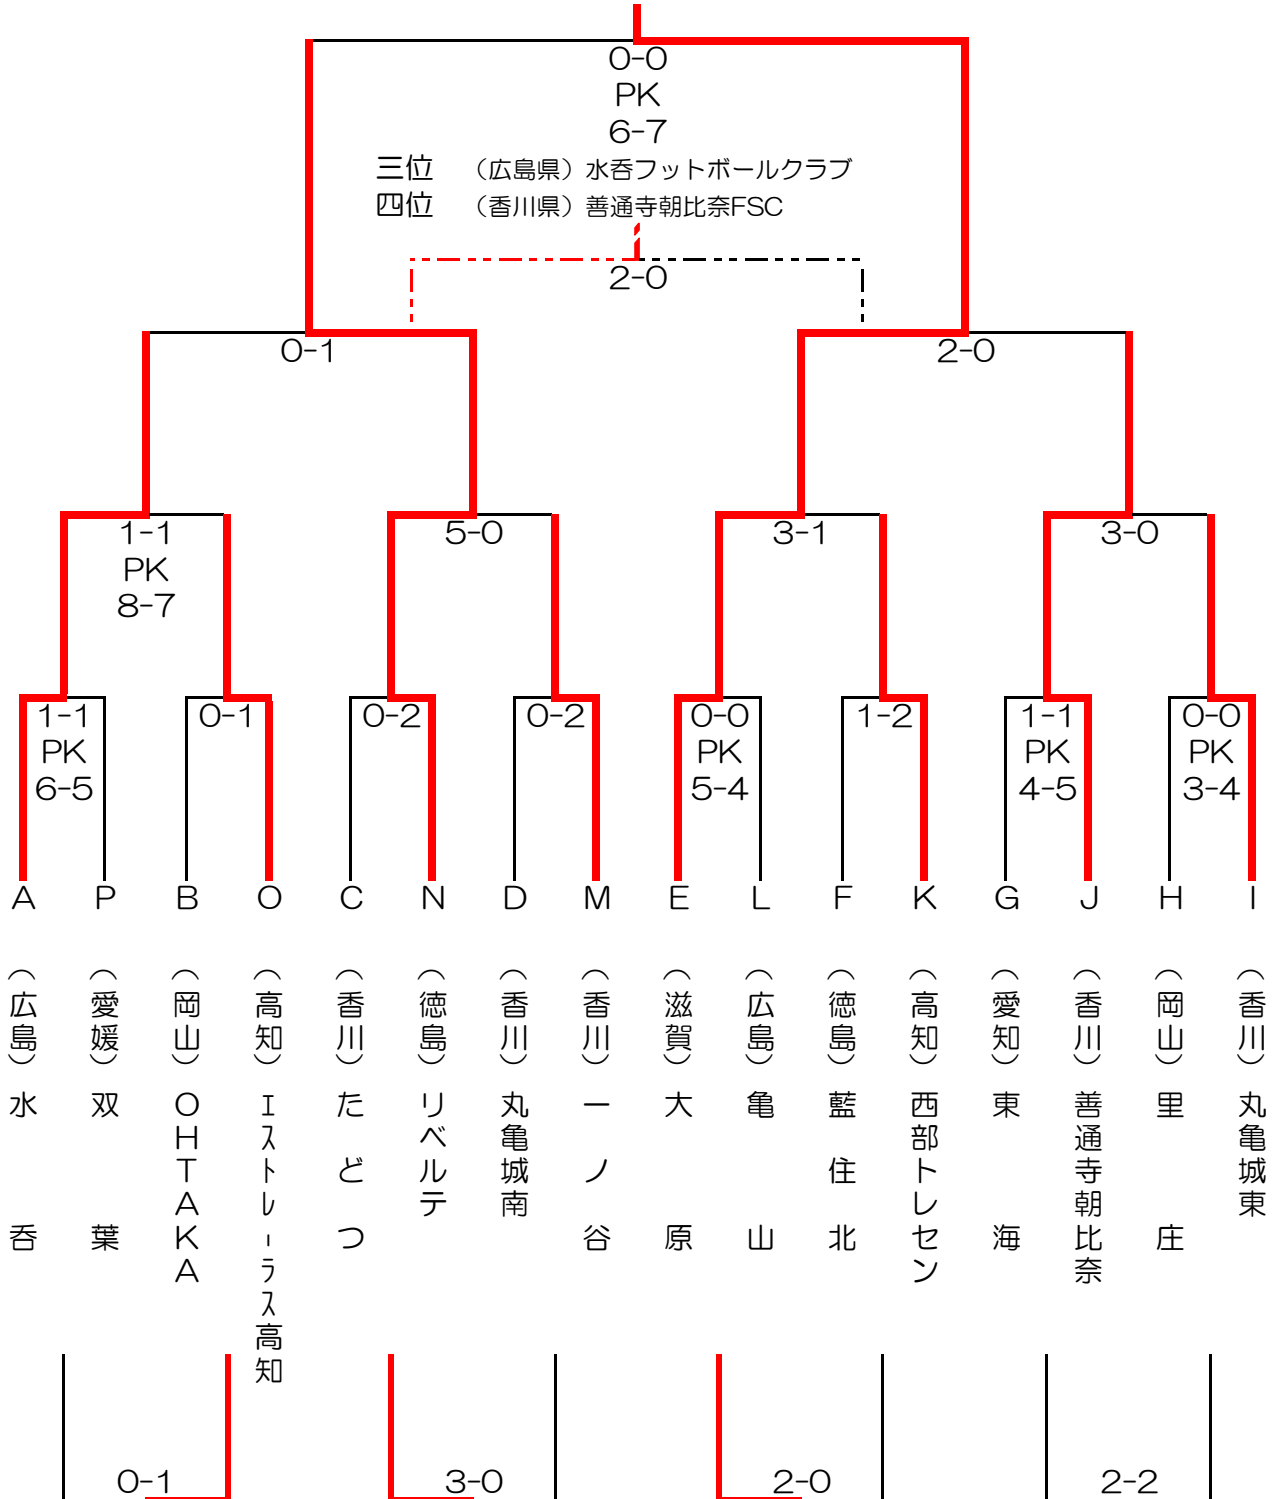 0-0
PK
6-7
三位 （広島県）水呑フットボールクラブ
四位 （香川県）善通寺朝比奈FSC
2-0
0-1 2-0
1-1 5-0 3-1 3-0
PK
8-7
1-1 0-1 0-2 0-2 0-0 1-2 1-1 0-0
PK PK PK PK
6-5 5-4 4-5 3-4
A P B O C N D M E L F K G J H I
（広島）水呑
（愛媛）双葉
（岡山）OHTAKA
（高知）ｴｽﾄﾚｰﾗｽ高知
（香川）たどつ
（徳島）リベルテ
（香川）丸亀城南
（香川）一ノ谷
（滋賀）大原
（広島）亀山
（徳島）藍住北
（高知）西部トレセン
（愛知）東海
（香川）善通寺朝比奈
（岡山）里庄
（香川）丸亀城東
0-1 3-0 2-0 2-2